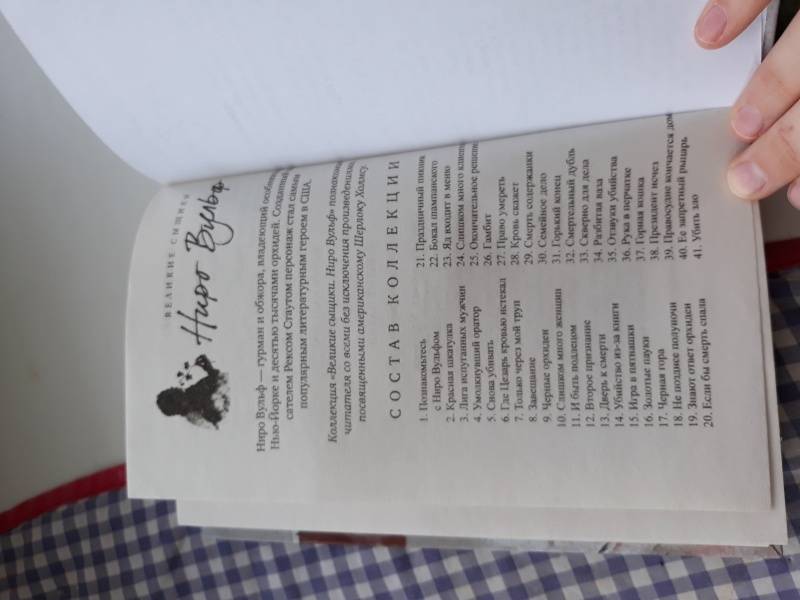 ВЕЛИКИЕ СЫЩИКИ
Ниро Вульф
Ниро Вульф — гурман и обжора, владеющий
Нью-Йорке и десятью тысячами орхидей. Созданный
сателем Рексом Стаутом персонаж стал самым
популярным литературным героем в США.
Коллекция «Великие сыщики. Ниро Вульф» познакомит
читателя со всеми без исключения произведениями,
посвященными американскому Шерлоку Холмсу.
СОСТАВ КОЛЛЕКЦИИ
1. Познакомьтесь
с Ниро Вульфом
2. Красная шкатулка
3. Лига испуганных мужчин
4. Умолкнувший оратор
5. Снова убивать
6. Где Цезарь кровью истекал
7. Только через мой труп
8. Завещание
9. Черные орхидеи
10. Слишком много женщин
11. И быть подлецом
12. Второе признание
13. Дверь к смерти
14. Убийство из-за книги
15. Игра в пятнашки
16. Золотые пауки
17. Черная гора
18. Не позднее полуночи
19. Знают ответ орхидеи
20. Если бы смерть спала
21. Праздничный пикник
22. Бокал шампанского
23. Яд входит в меню
24. Слишком много клиентов
25. Окончательное решение
26. Гамбит
27. Право умереть
28. Кровь скажет
29. Смерть содержанки
30. Семейное дело
31. Горький конец
32. Смертельный дубль
33. Скверно для дела
34. Разбитая ваза
35. Отзвуки убийства
36. Рука в перчатке
37. Горная кошка
38. Президент исчез
39. Правосудие кончается дома
40. Ее запретный рыцарь
41. Убить зло